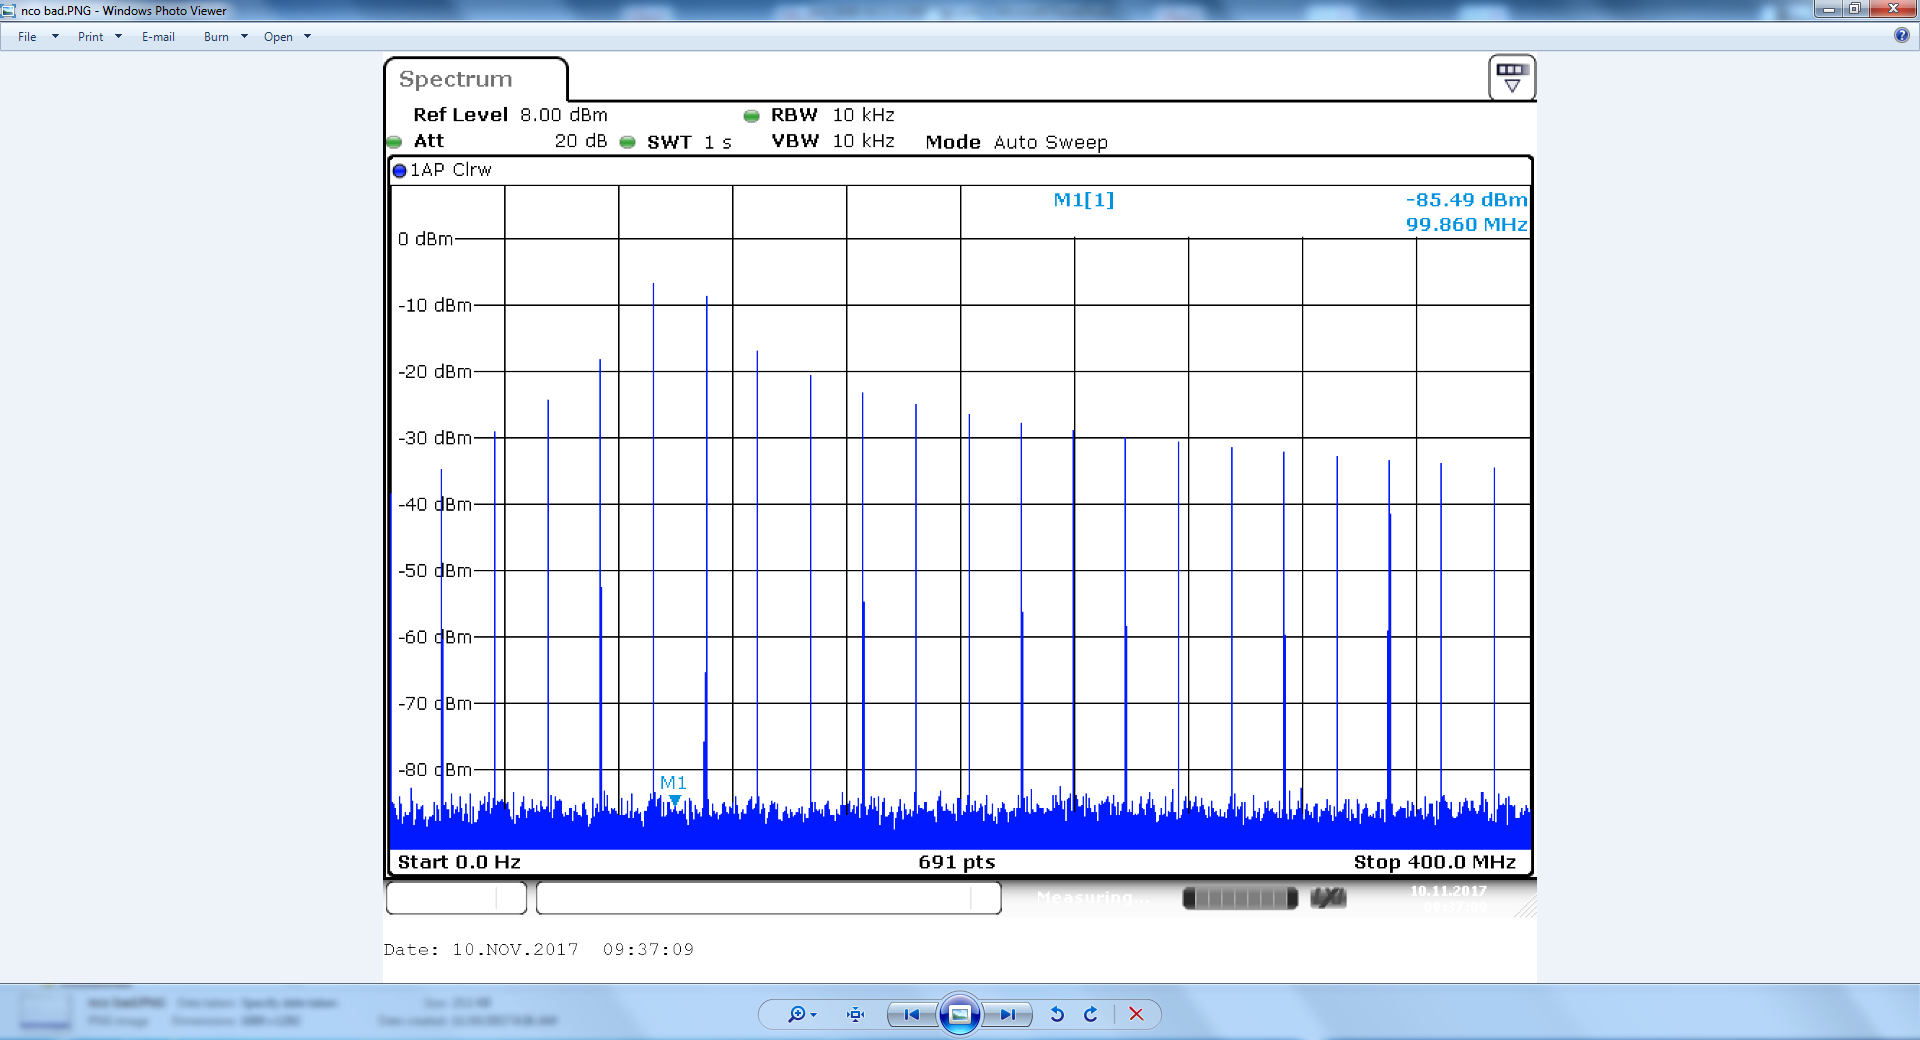 nco bad.PNG - Windows Photo Viewer
File Print E-mail Burn Open
Spectrum
Ref Level 8.00 dBm RBW 10 kHz
Att 20 dB SWT 1 s VBW 10 kHz Mode Auto Sweep
1AP Clrw
M1[1] -85.49 dBm
99.860 MHz
0 dBm
-10 dBm
-20 dBm
-30 dBm
-40 dBm
-50 dBm
-60 dBm
-70 dBm
-80 dBm
M1
Start 0.0 Hz 691 pts Stop 400.0 MHz
Measuring... 10.11.2017
09:37:09
Date: 10.NOV.2017 09:37:09